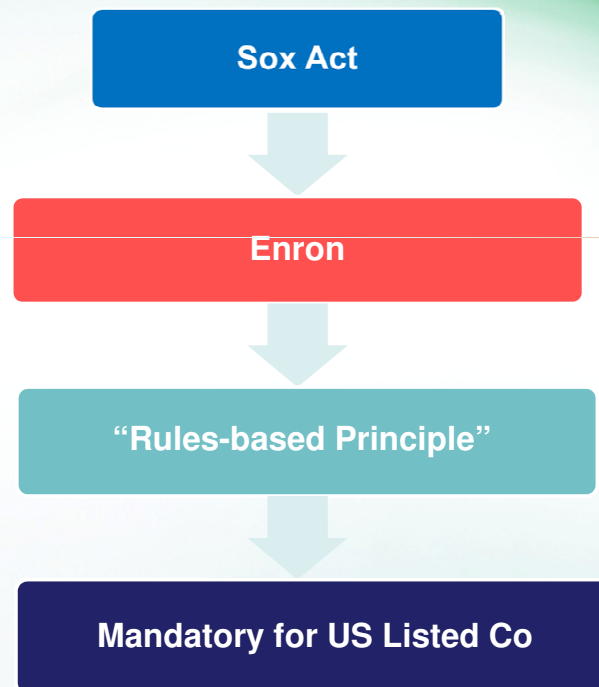 Sox Act
Enron
“Rules-based Principle”
Mandatory for US Listed Co